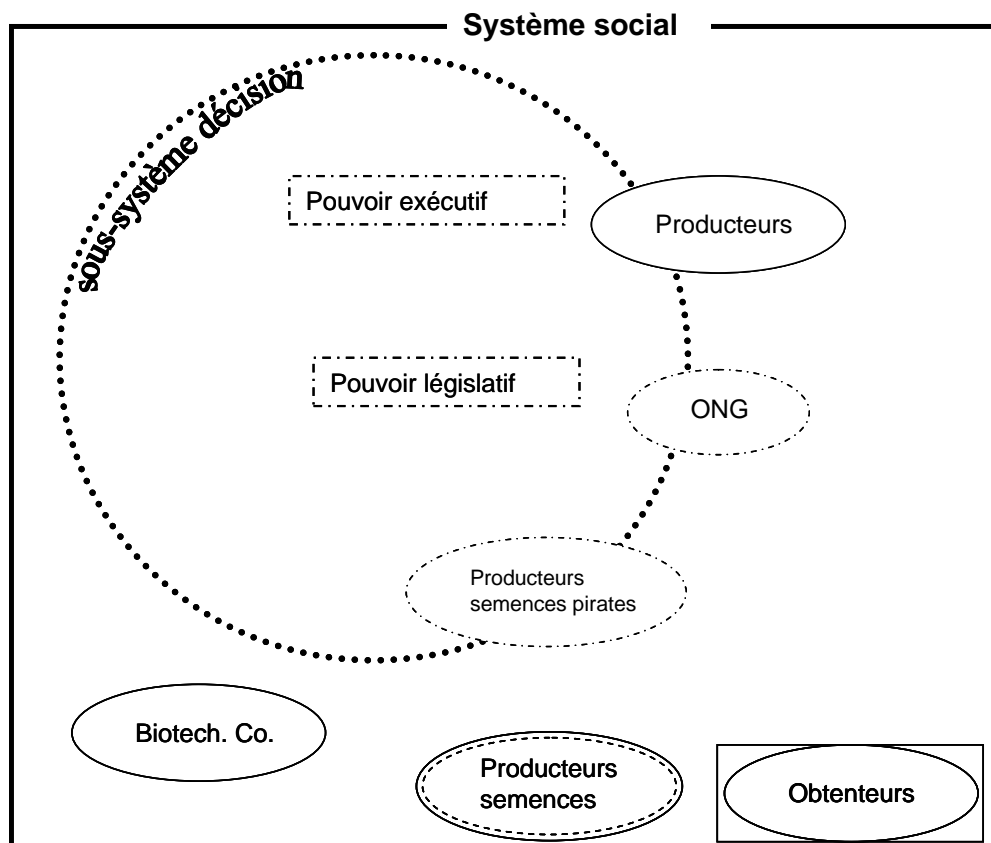 Système social
sous-système décision
Pouvoir exécutif
Producteurs
Pouvoir législatif
ONG
Producteurs
semences pirates
Biotech. Co.
Producteurs
semences
Obtenteurs